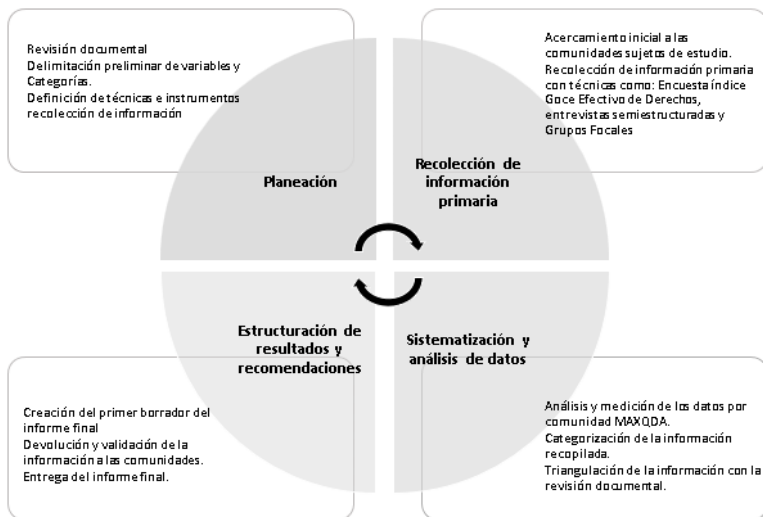 Revisión documental
Delimitación preliminar de variables y
Categorías.
Definición de técnicas e instrumentos
recolección de información
Planeación
Acercamiento inicial a las
comunidades sujetos de estudio.
Recolección de información primaria
con técnicas como: Encuesta índice
Goce Efectivo de Derechos,
entrevistas semiestructuradas y
Grupos Focales
Recolección de
información
primaria
Estructuración de
resultados y
recomendaciones
Creación del primer borrador del
informe final
Devolución y validación de la
información a las comunidades.
Entrega del informe final.
Sistematización y
análisis de datos
Análisis y medición de los datos por
comunidad MAXQDA.
Categorización de la información
recopilada.
Triangulación de la información con la
revisión documental.